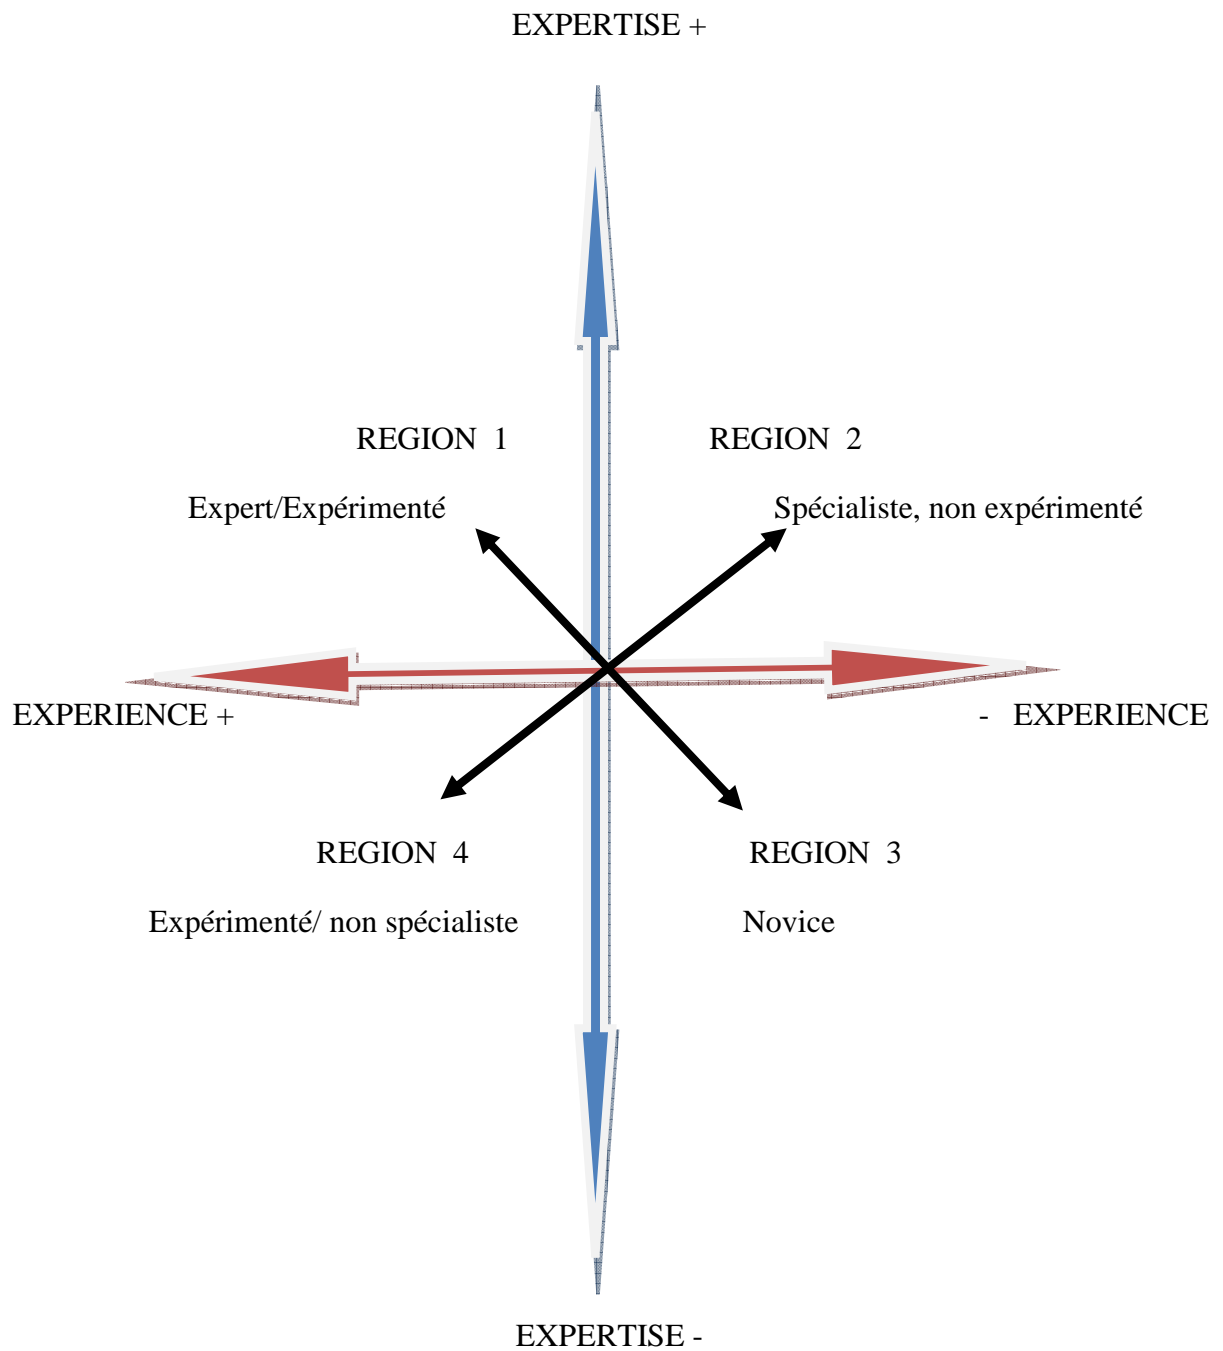 EXPERTISE +
REGION 1 REGION 2
Expert/Expérimenté Spécialiste, non expérimenté
EXPERIENCE + - EXPERIENCE
REGION 4 REGION 3
Expérimenté/ non spécialiste Novice
EXPERTISE -